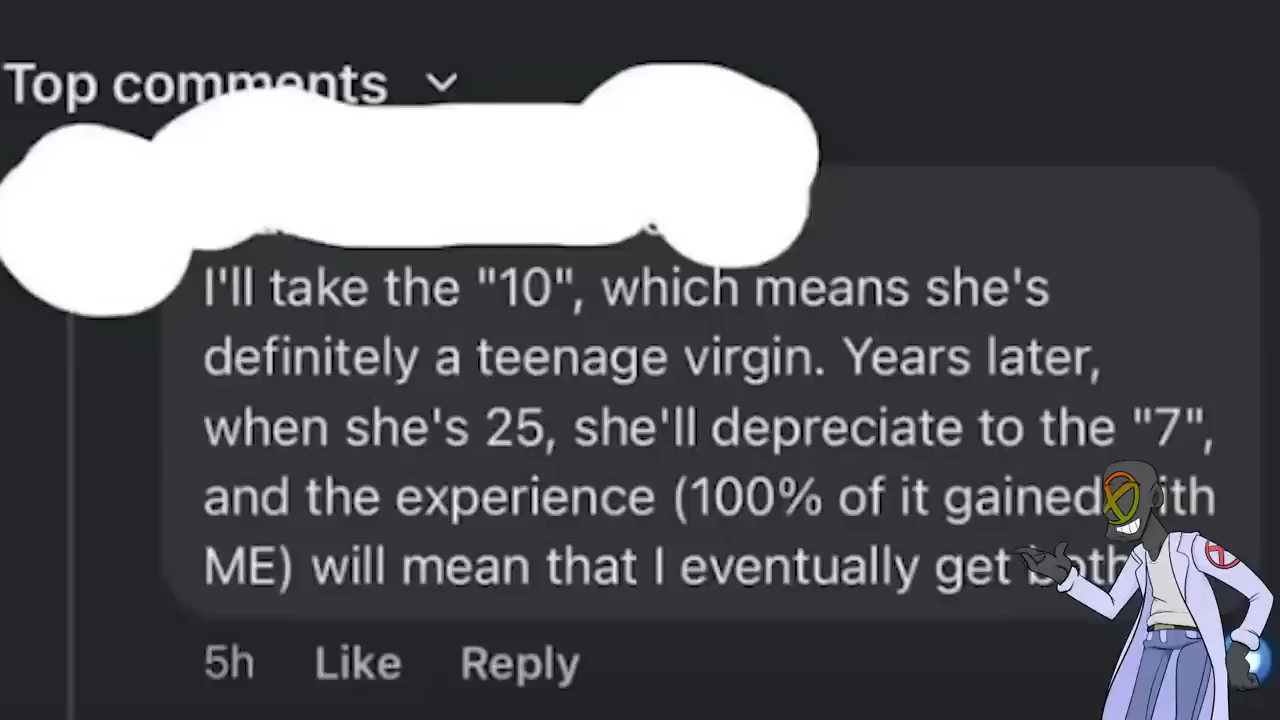 Top comments
I'll take the "10", which means she's
definitely a teenage virgin. Years later,
when she's 25, she'll depreciate to the "7",
and the experience (100% of it gained with
ME) will mean that I eventually get both
5h Like Reply